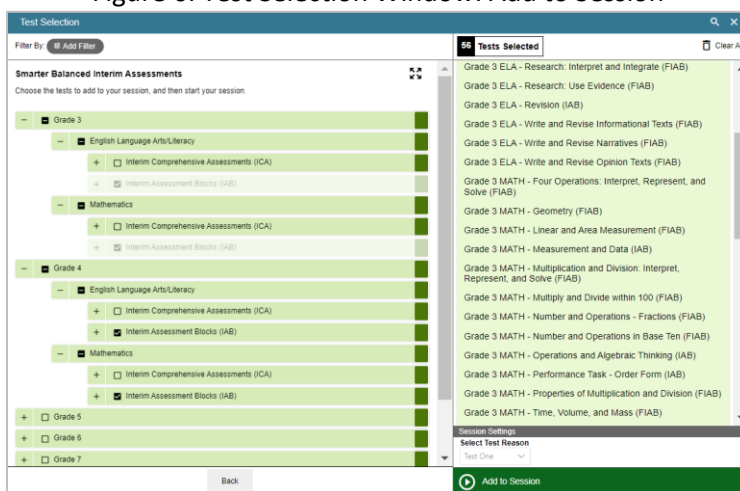 Figure 6. Test Selection Window: Add to Session
Test Selection
Filter By: Add Filter
Smarter Balanced Interim Assessments
Choose the tests to add to your session, and then start your session.
Grade 3
English Language Arts/Literacy
Interim Comprehensive Assessments (ICA)
Interim Assessment Blocks (IAB)
Mathematics
Interim Comprehensive Assessments (ICA)
Interim Assessment Blocks (IAB)
Grade 4
English Language Arts/Literacy
Interim Comprehensive Assessments (ICA)
Interim Assessment Blocks (IAB)
Mathematics
Interim Comprehensive Assessments (ICA)
Interim Assessment Blocks (IAB)
Grade 5
Grade 6
Grade 7
Back
56 Tests Selected
Clear A
Grade 3 ELA - Research: Interpret and Integrate (FIAB)
Grade 3 ELA - Research: Use Evidence (FIAB)
Grade 3 ELA - Revision (IAB)
Grade 3 ELA - Write and Revise Informational Texts (FIAB)
Grade 3 ELA - Write and Revise Narratives (FIAB)
Grade 3 ELA - Write and Revise Opinion Texts (FIAB)
Grade 3 MATH - Four Operations: Interpret, Represent, and
Solve (FIAB)
Grade 3 MATH - Geometry (FIAB)
Grade 3 MATH - Linear and Area Measurement (FIAB)
Grade 3 MATH - Measurement and Data (IAB)
Grade 3 MATH - Multiplication and Division: Interpret,
Represent, and Solve (FIAB)
Grade 3 MATH - Multiply and Divide within 100 (FIAB)
Grade 3 MATH - Number and Operations - Fractions (FIAB)
Grade 3 MATH - Number and Operations in Base Ten (FIAB)
Grade 3 MATH - Operations and Algebraic Thinking (IAB)
Grade 3 MATH - Performance Task - Order Form (IAB)
Grade 3 MATH - Properties of Multiplication and Division (FIAB)
Grade 3 MATH - Time, Volume, and Mass (FIAB)
Session Settings
Select Test Reason
Test One
Add to Session